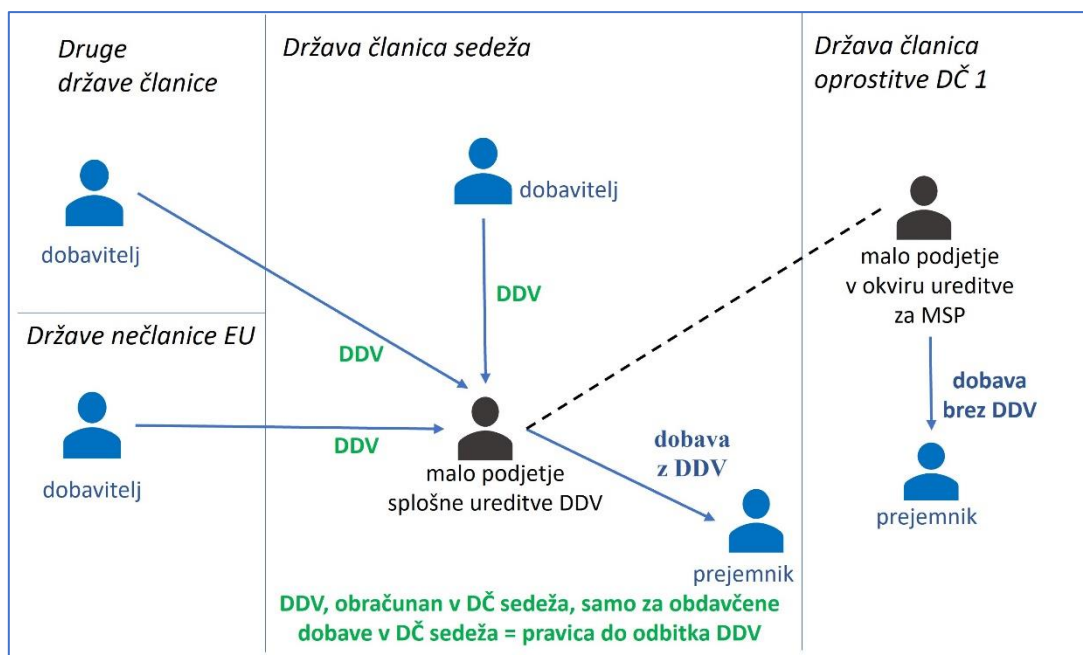 Druge
države članice
dobavitelj
Države nečlanice EU
dobavitelj
Država članica sedeža
dobavitelj
DDV
DDV
DDV
malo podjetje
splošne ureditve DDV
dobava
z DDV
prejemnik
DDV, obračunan v DČ sedeža, samo za obdavčene
dobave v DČ sedeža = pravica do odbitka DDV
Država članica
oprostitve DČ 1
malo podjetje
v okviru ureditve
za MSP
dobava
brez DDV
prejemnik